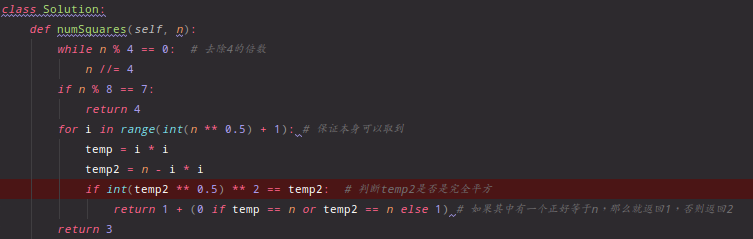 class Solution:
    def numSquares(self, n):
        while n % 4 == 0:  # 去除4的倍数
            n //= 4
        if n % 8 == 7:
            return 4
        for i in range(int(n ** 0.5) + 1): # 保证本身可以取到
            temp = i * i
            temp2 = n - i * i
            if int(temp2 ** 0.5) ** 2 == temp2:  # 判断temp2是否是完全平方
                return 1 + (0 if temp == n or temp2 == n else 1) # 如果其中有一个正好等于n，那么就返回1，否则返回2
        return 3